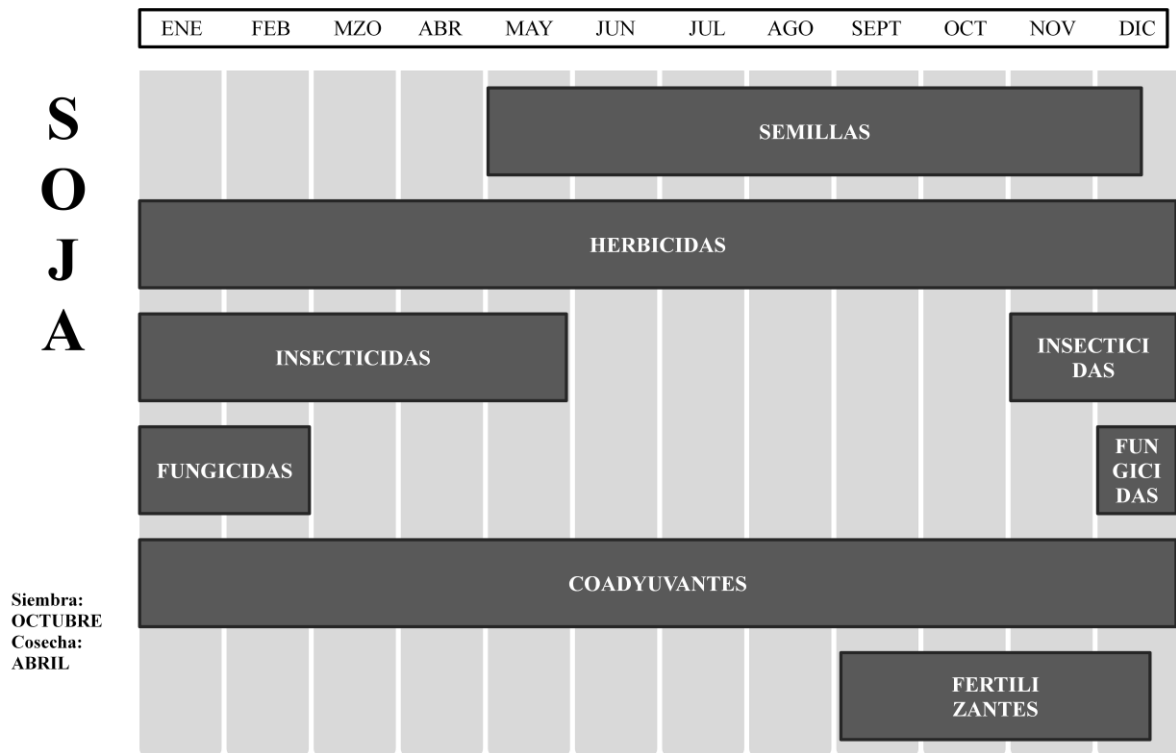 ENE FEB MZO ABR MAY JUN JUL AGO SEPT OCT NOV DIC
S
O
J
A
SEMILLAS
HERBICIDAS
INSECTICIDAS
INSECTICI
DAS
FUNGICIDAS
FUN
GICI
DAS
COADYUVANTES
Siembra:
OCTUBRE
Cosecha:
ABRIL
FERTILI
ZANTES